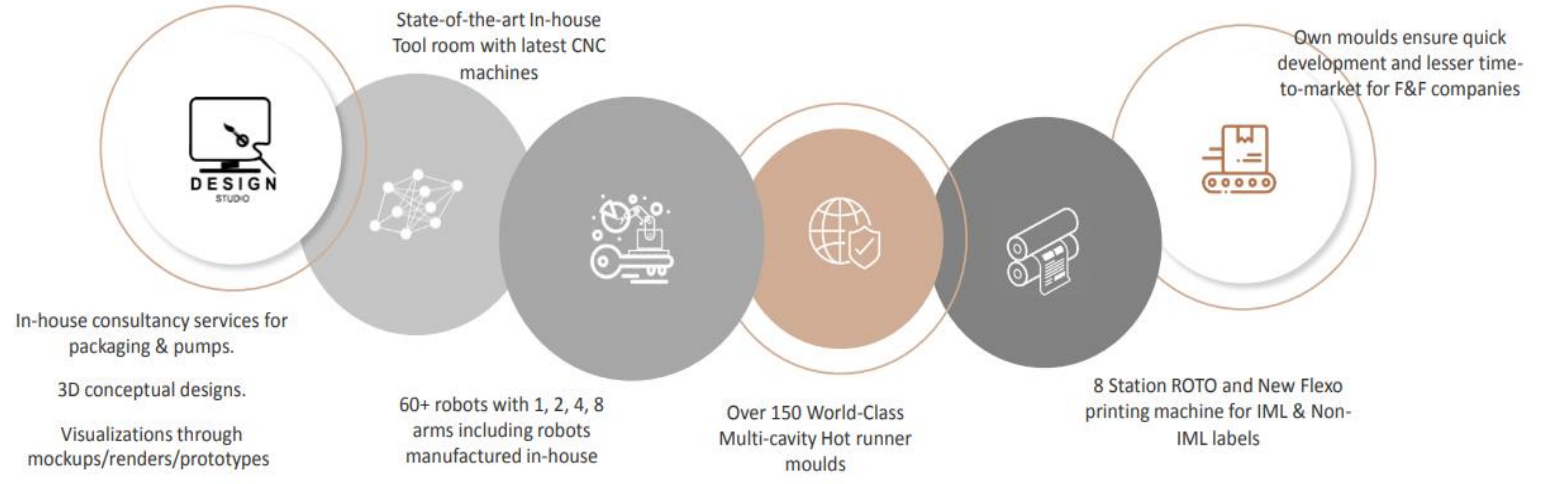 State-of-the-art In-house
Tool room with latest CNC
machines
Own moulds ensure quick
development and lesser time-
to-market for F&F companies
DESIGN
STUDIO
In-house consultancy services for
packaging & pumps.
3D conceptual designs.
Visualizations through
mockups/renders/prototypes
60+ robots with 1, 2, 4, 8
arms including robots
manufactured in-house
Over 150 World-Class
Multi-cavity Hot runner
moulds
8 Station ROTO and New Flexo
printing machine for IML & Non-
IML labels